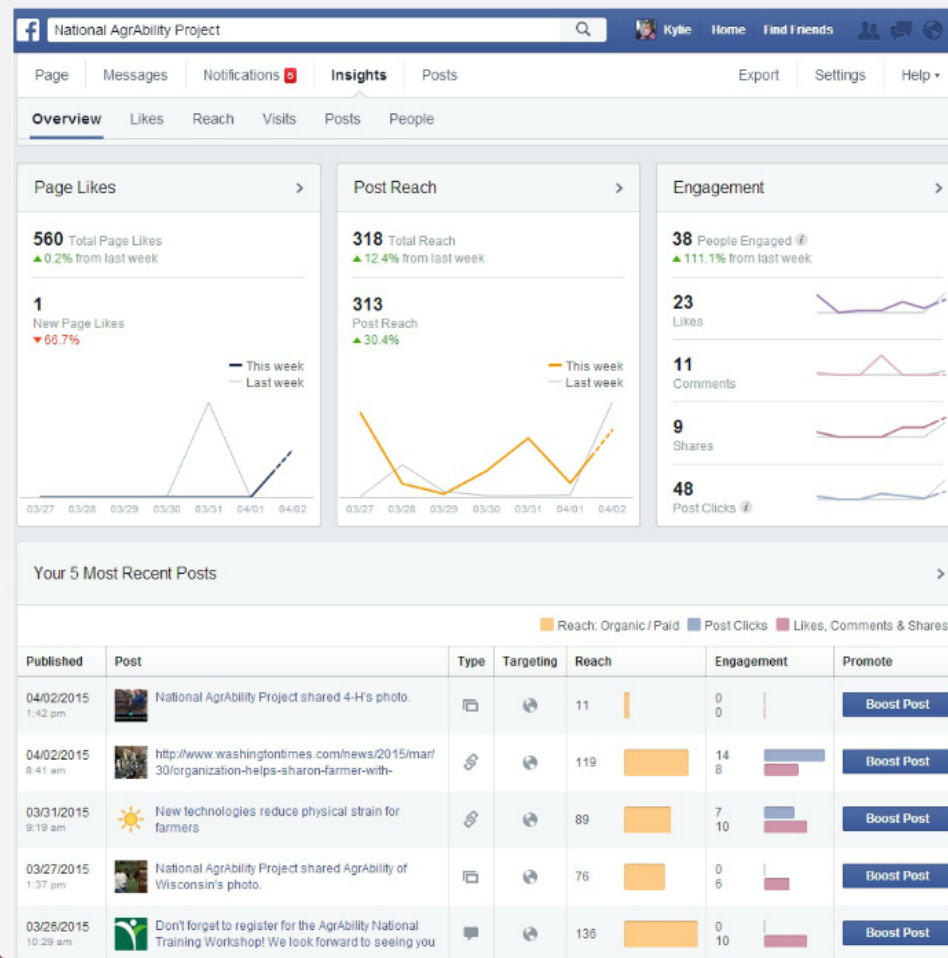 National AgrAbility Project
Kylie Home Find Friends
Page Messages Notifications 5 Insights Posts Export Settings Help
Overview Likes Reach Visits Posts People
Page Likes
560 Total Page Likes
0.2% from last week
1
New Page Likes
66.7%
This week
Last week
03/27 03/28 03/29 03/30 03/31 04/01 04/02
Post Reach
318 Total Reach
12.4% from last week
313
Post Reach
30.4%
This week
Last week
03/27 03/28 03/29 03/30 03/31 04/01 04/02
Engagement
38 People Engaged i
111.1% from last week
23
Likes
11
Comments
9
Shares
48
Post Clicks i
Your 5 Most Recent Posts
Reach: Organic / Paid Post Clicks Likes, Comments & Shares
Published Post Type Targeting Reach Engagement Promote
04/02/2015
1:42 pm
National AgrAbility Project shared 4-H's photo.
11
0
0
Boost Post
04/02/2015
8:41 am
http://www.washingtontimes.com/news/2015/mar/
30/organization-helps-sharon-farmer-with-
119
14
8
Boost Post
03/31/2015
9:19 am
New technologies reduce physical strain for
farmers
89
7
10
Boost Post
03/27/2015
1:37 pm
National AgrAbility Project shared AgrAbility of
Wisconsin's photo.
76
0
6
Boost Post
03/26/2015
10:29 am
Don't forget to register for the AgrAbility National
Training Workshop! We look forward to seeing you
136
0
10
Boost Post